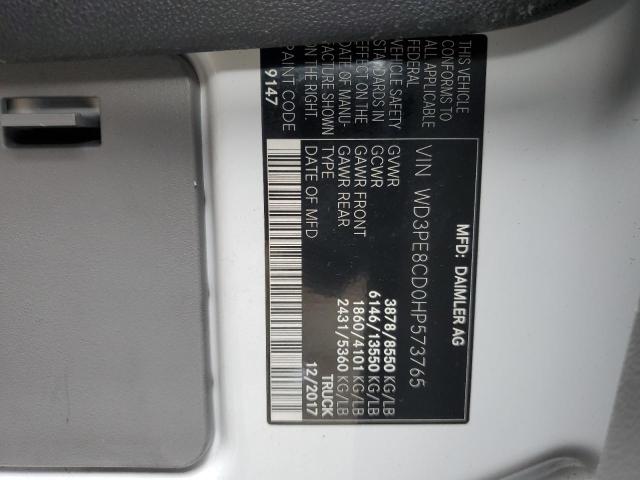 MFD: DAIMLER AG
VIN WD3PE8CD0HP573765
GVWR 3878/8550 KG/LB
GCWR 6146/13550 KG/LB
GAWR FRONT 1860/4101 KG/LB
GAWR REAR 2431/5360 KG/LB
TYPE TRUCK
DATE OF MFD 12/2017
THIS VEHICLE
CONFORMS TO
ALL APPLICABLE
FEDERAL
VEHICLE SAFETY
STANDARDS IN
EFFECT ON THE
DATE OF MANU-
FACTURE SHOWN
ON THE RIGHT.
PAINT CODE
9147